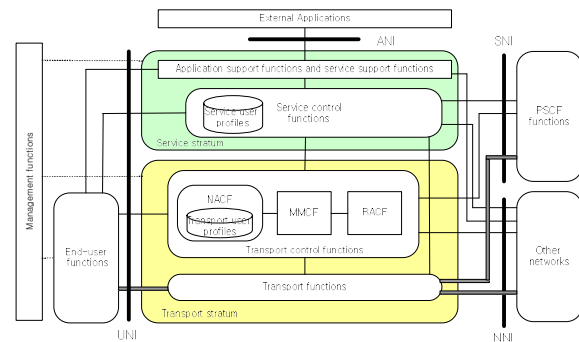 External Applications
ANI
SNI
Application support functions and service support functions
Service control
functions
Service user
profiles
Service stratum
PSCF
functions
Management functions
NACF
Transport user
profiles
MMCF
RACF
Transport control functions
End-user
functions
Other
networks
Transport functions
Transport stratum
UNI
NNI